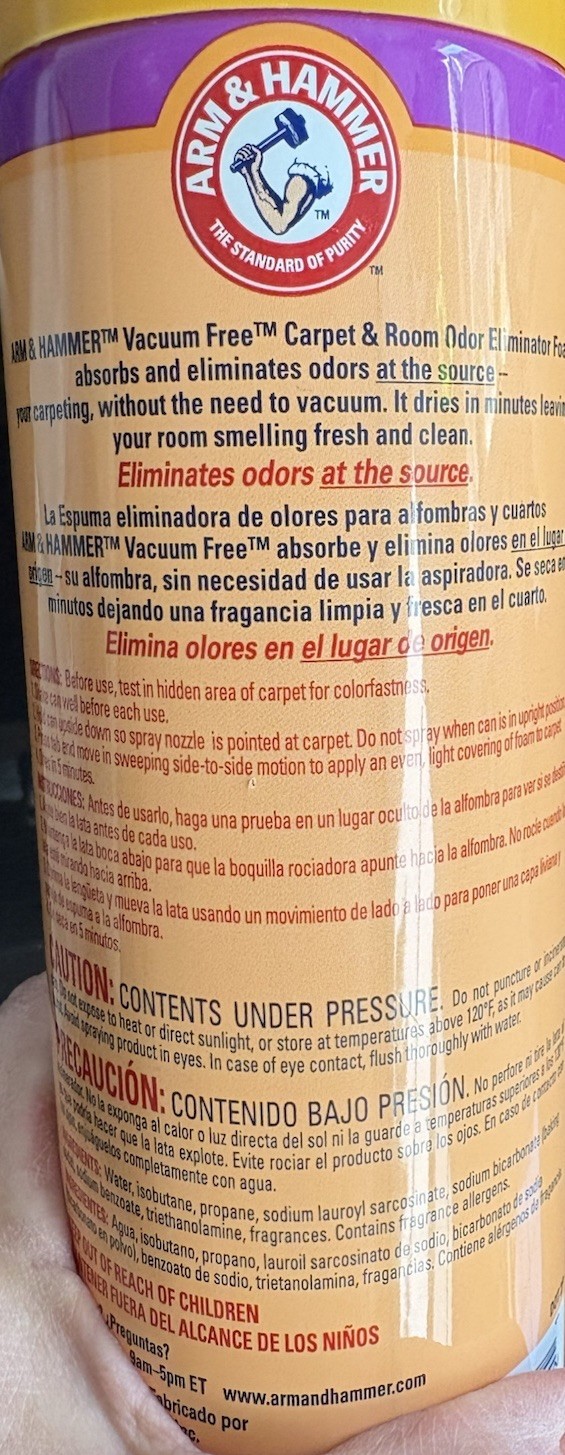 ARM & HAMMER
TM
THE STANDARD OF PURITY
TM
ARM & HAMMER™ Vacuum Free™ Carpet & Room Odor Eliminator
absorbs and eliminates odors at the source –
your carpeting, without the need to vacuum. It dries in minutes
your room smelling fresh and clean.
Eliminates odors at the source.
La Espuma eliminadora de olores para alfombras y cuartos
ARM & HAMMER™ Vacuum Free™ absorbe y elimina olores en el lugar
– su alfombra, sin necesidad de usar la aspiradora. Se seca
minutos dejando una fragancia limpia y fresca en el cuarto.
Elimina olores en el lugar de origen.
Before use, test in hidden area of carpet for colorfastness.
can well before each use.
can upside down so spray nozzle is pointed at carpet. Do not spray when can is in upright position
and move in sweeping side-to-side motion to apply an even, light covering of foam to carpet
in 5 minutes.
Antes de usarlo, haga una prueba en un lugar oculto de la alfombra para ver si se
bien la lata antes de cada uso.
la lata boca abajo para que la boquilla rociadora apunte hacia la alfombra. No rocíe cuando
mirando hacia arriba.
la lengüeta y mueva la lata usando un movimiento de lado a lado para poner una capa liviana y
de espuma a la alfombra.
seca en 5 minutos.
CAUTION: CONTENTS UNDER PRESSURE. Do not puncture or
Do not expose to heat or direct sunlight, or store at temperatures above 120°F, as it may cause can
Avoid spraying product in eyes. In case of eye contact, flush thoroughly with water.
PRECAUCIÓN: CONTENIDO BAJO PRESIÓN. No perfore ni tire la lata
No la exponga al calor o luz directa del sol ni la guarde a temperaturas superiores a los
podría hacer que la lata explote. Evite rociar el producto sobre los ojos. En caso de contacto
enjuáguelos completamente con agua.
Water, isobutane, propane, sodium lauroyl sarcosinate, sodium bicarbonate
sodium benzoate, triethanolamine, fragrances. Contains fragrance allergens.
Agua, isobutano, propano, lauroil sarcosinato de sodio, bicarbonato de sodio
en polvo), benzoato de sodio, trietanolamina, fragancias. Contiene alérgenos de fragancia
OUT OF REACH OF CHILDREN
FUERA DEL ALCANCE DE LOS NIÑOS
¿Preguntas?
9am-5pm ET www.armandhammer.com
por